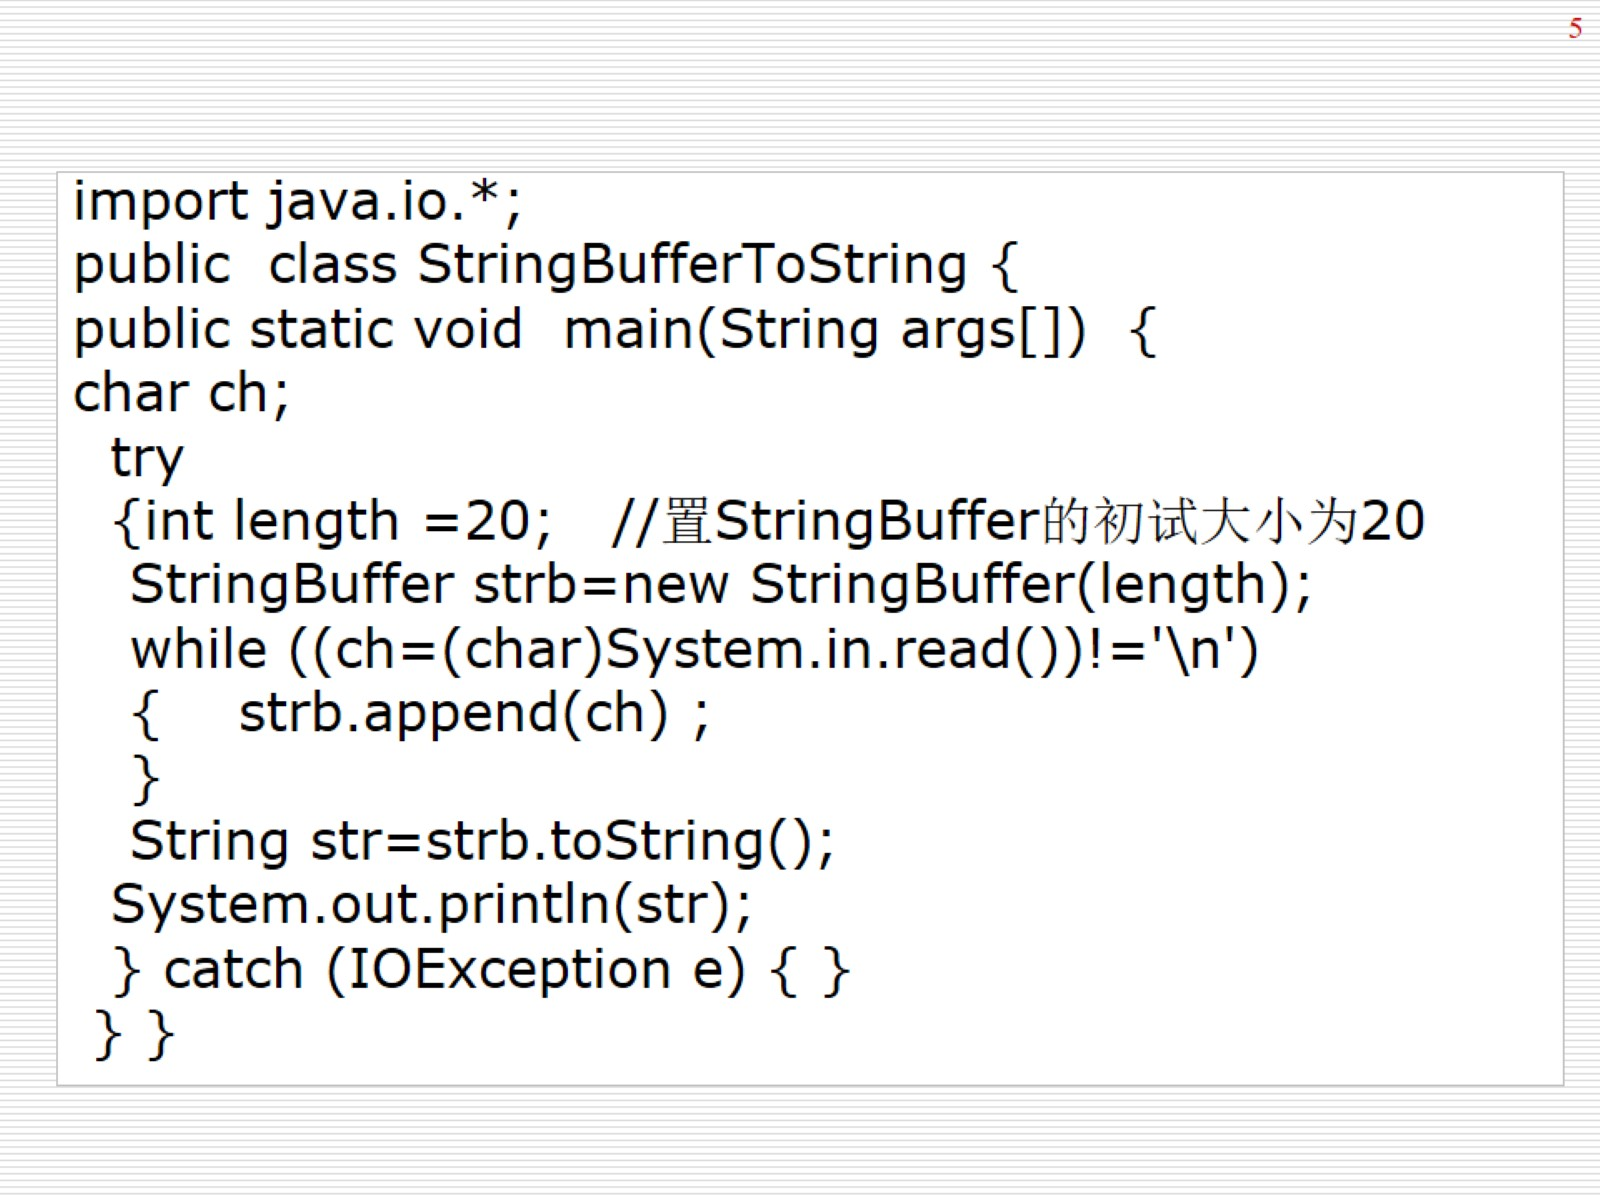 5
import java.io.*;
public  class StringBufferToString {
public static void  main(String args[])  {
char ch;
try
{int length =20;   //置StringBuffer的初试大小为20
StringBuffer strb=new StringBuffer(length);
while ((ch=(char)System.in.read())!='\n')
{    strb.append(ch) ;
}
String str=strb.toString();
System.out.println(str);
} catch (IOException e) { }
} }